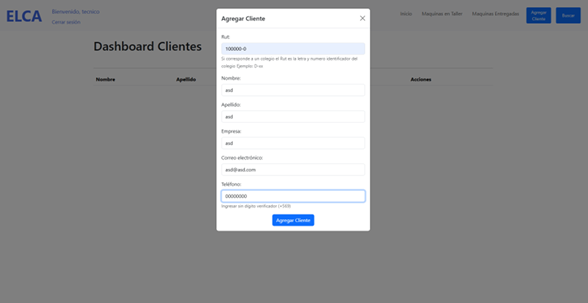 ELCA
Bienvenido, tecnico
Cerrar sesión
Inicio
Maquinas en Taller
Maquinas Entregadas
Agregar
Cliente
Buscar
Agregar Cliente
Dashboard Clientes
Nombre
Apellido
Acciones
Rut:
100000-0
Si corresponde a un colegio el Rut es la letra y numero identificador del
colegio Ejemplo: D-xx
Nombre:
asd
Apellido:
asd
Empresa:
asd
Correo electrónico:
asd@asd.com
Teléfono:
00000000
Ingresar sin digito verificador (+569)
Agregar Cliente